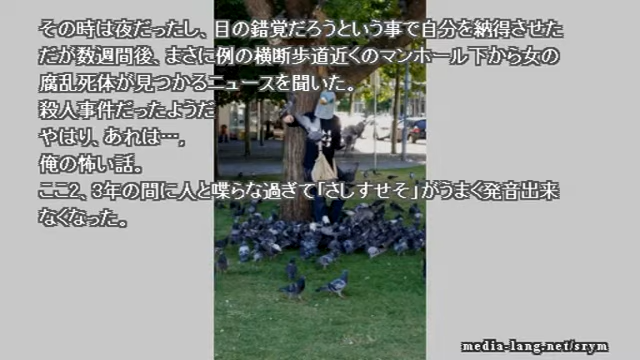 その時は夜だったし、目の錯覚だろうという事で自分を納得させた
だが数週間後、まさに例の横断歩道近くのマンホール下から女の
腐乱死体が見つかるニュースを聞いた。
殺人事件だったようだ
やはり、あれは…,
俺の怖い話。
ここ2、3年の間に人と喋らな過ぎて「さしすせそ」がうまく発音出来
なくなった。
media-lang.net/srym